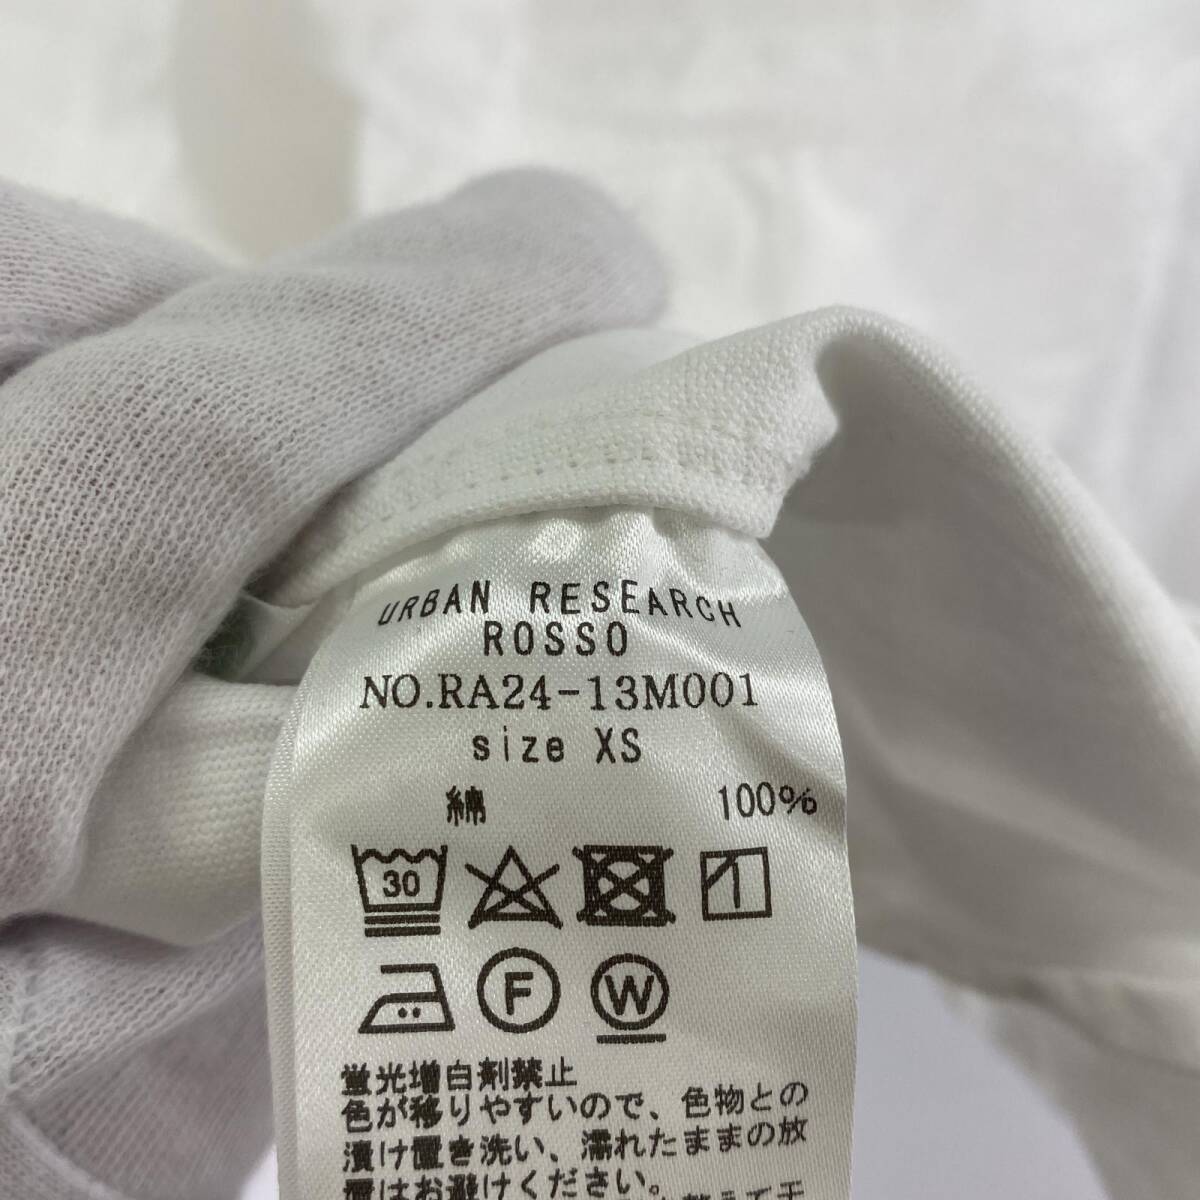 URBAN RESEARCH
ROSSO
NO.RA24-13M001
size XS
綿 100%
30
F W
蛍光増白剤禁止
色が移りやすいので、色物との
漬け置き洗い、濡れたままの放
置はお避けください。